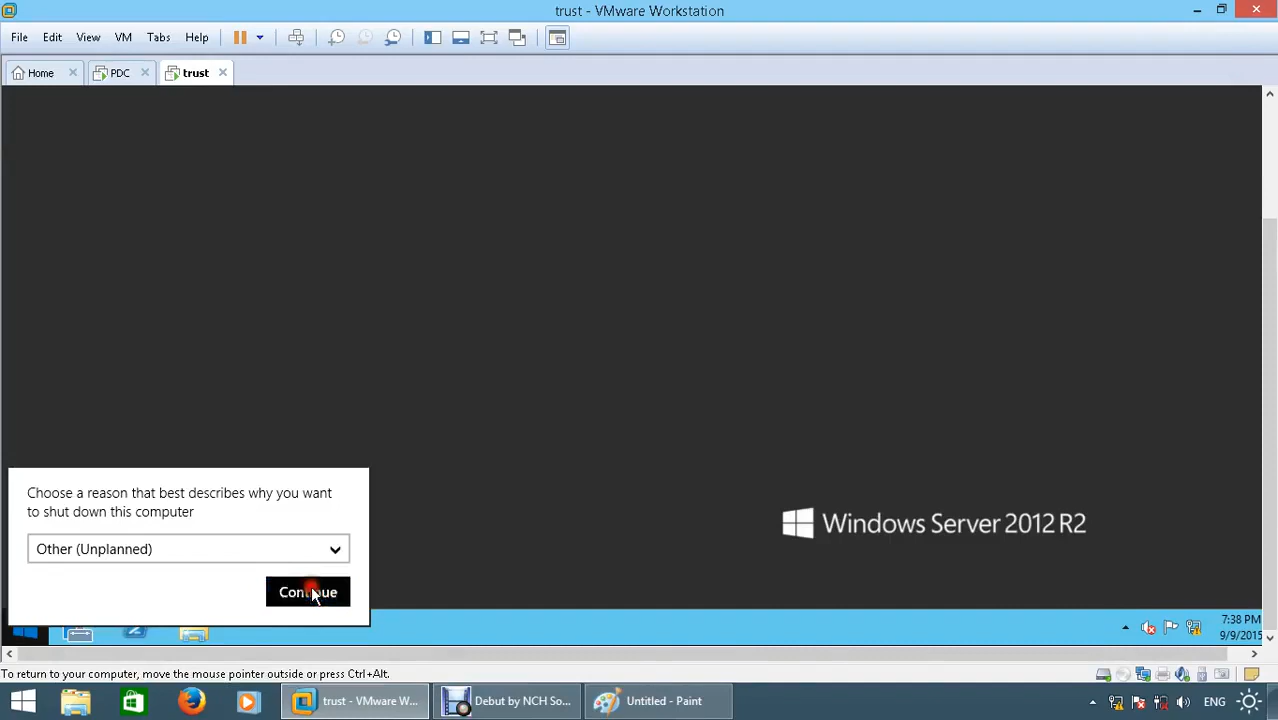 trust - VMware Workstation
File Edit View VM Tabs Help
Home PDC trust
Choose a reason that best describes why you want
to shut down this computer
Other (Unplanned)
Continue
Windows Server 2012 R2
7:38 PM
9/9/2015
To return to your computer, move the mouse pointer outside or press Ctrl+Alt.
trust - VMware W... Debut by NCH So... Untitled - Paint ENG